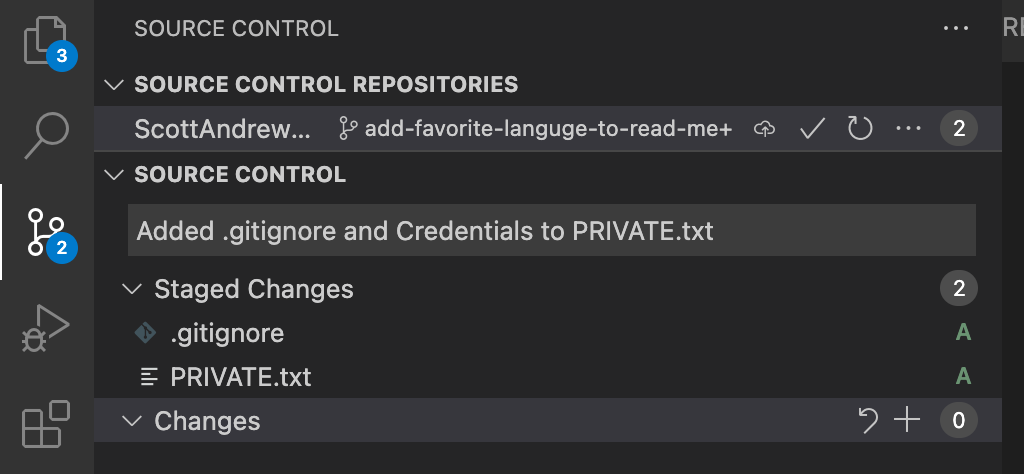 SOURCE CONTROL ...
3
SOURCE CONTROL REPOSITORIES
ScottAndrew... add-favorite-languge-to-read-me+ ... 2
SOURCE CONTROL
Added .gitignore and Credentials to PRIVATE.txt
2
Staged Changes 2
.gitignore A
PRIVATE.txt A
Changes 0